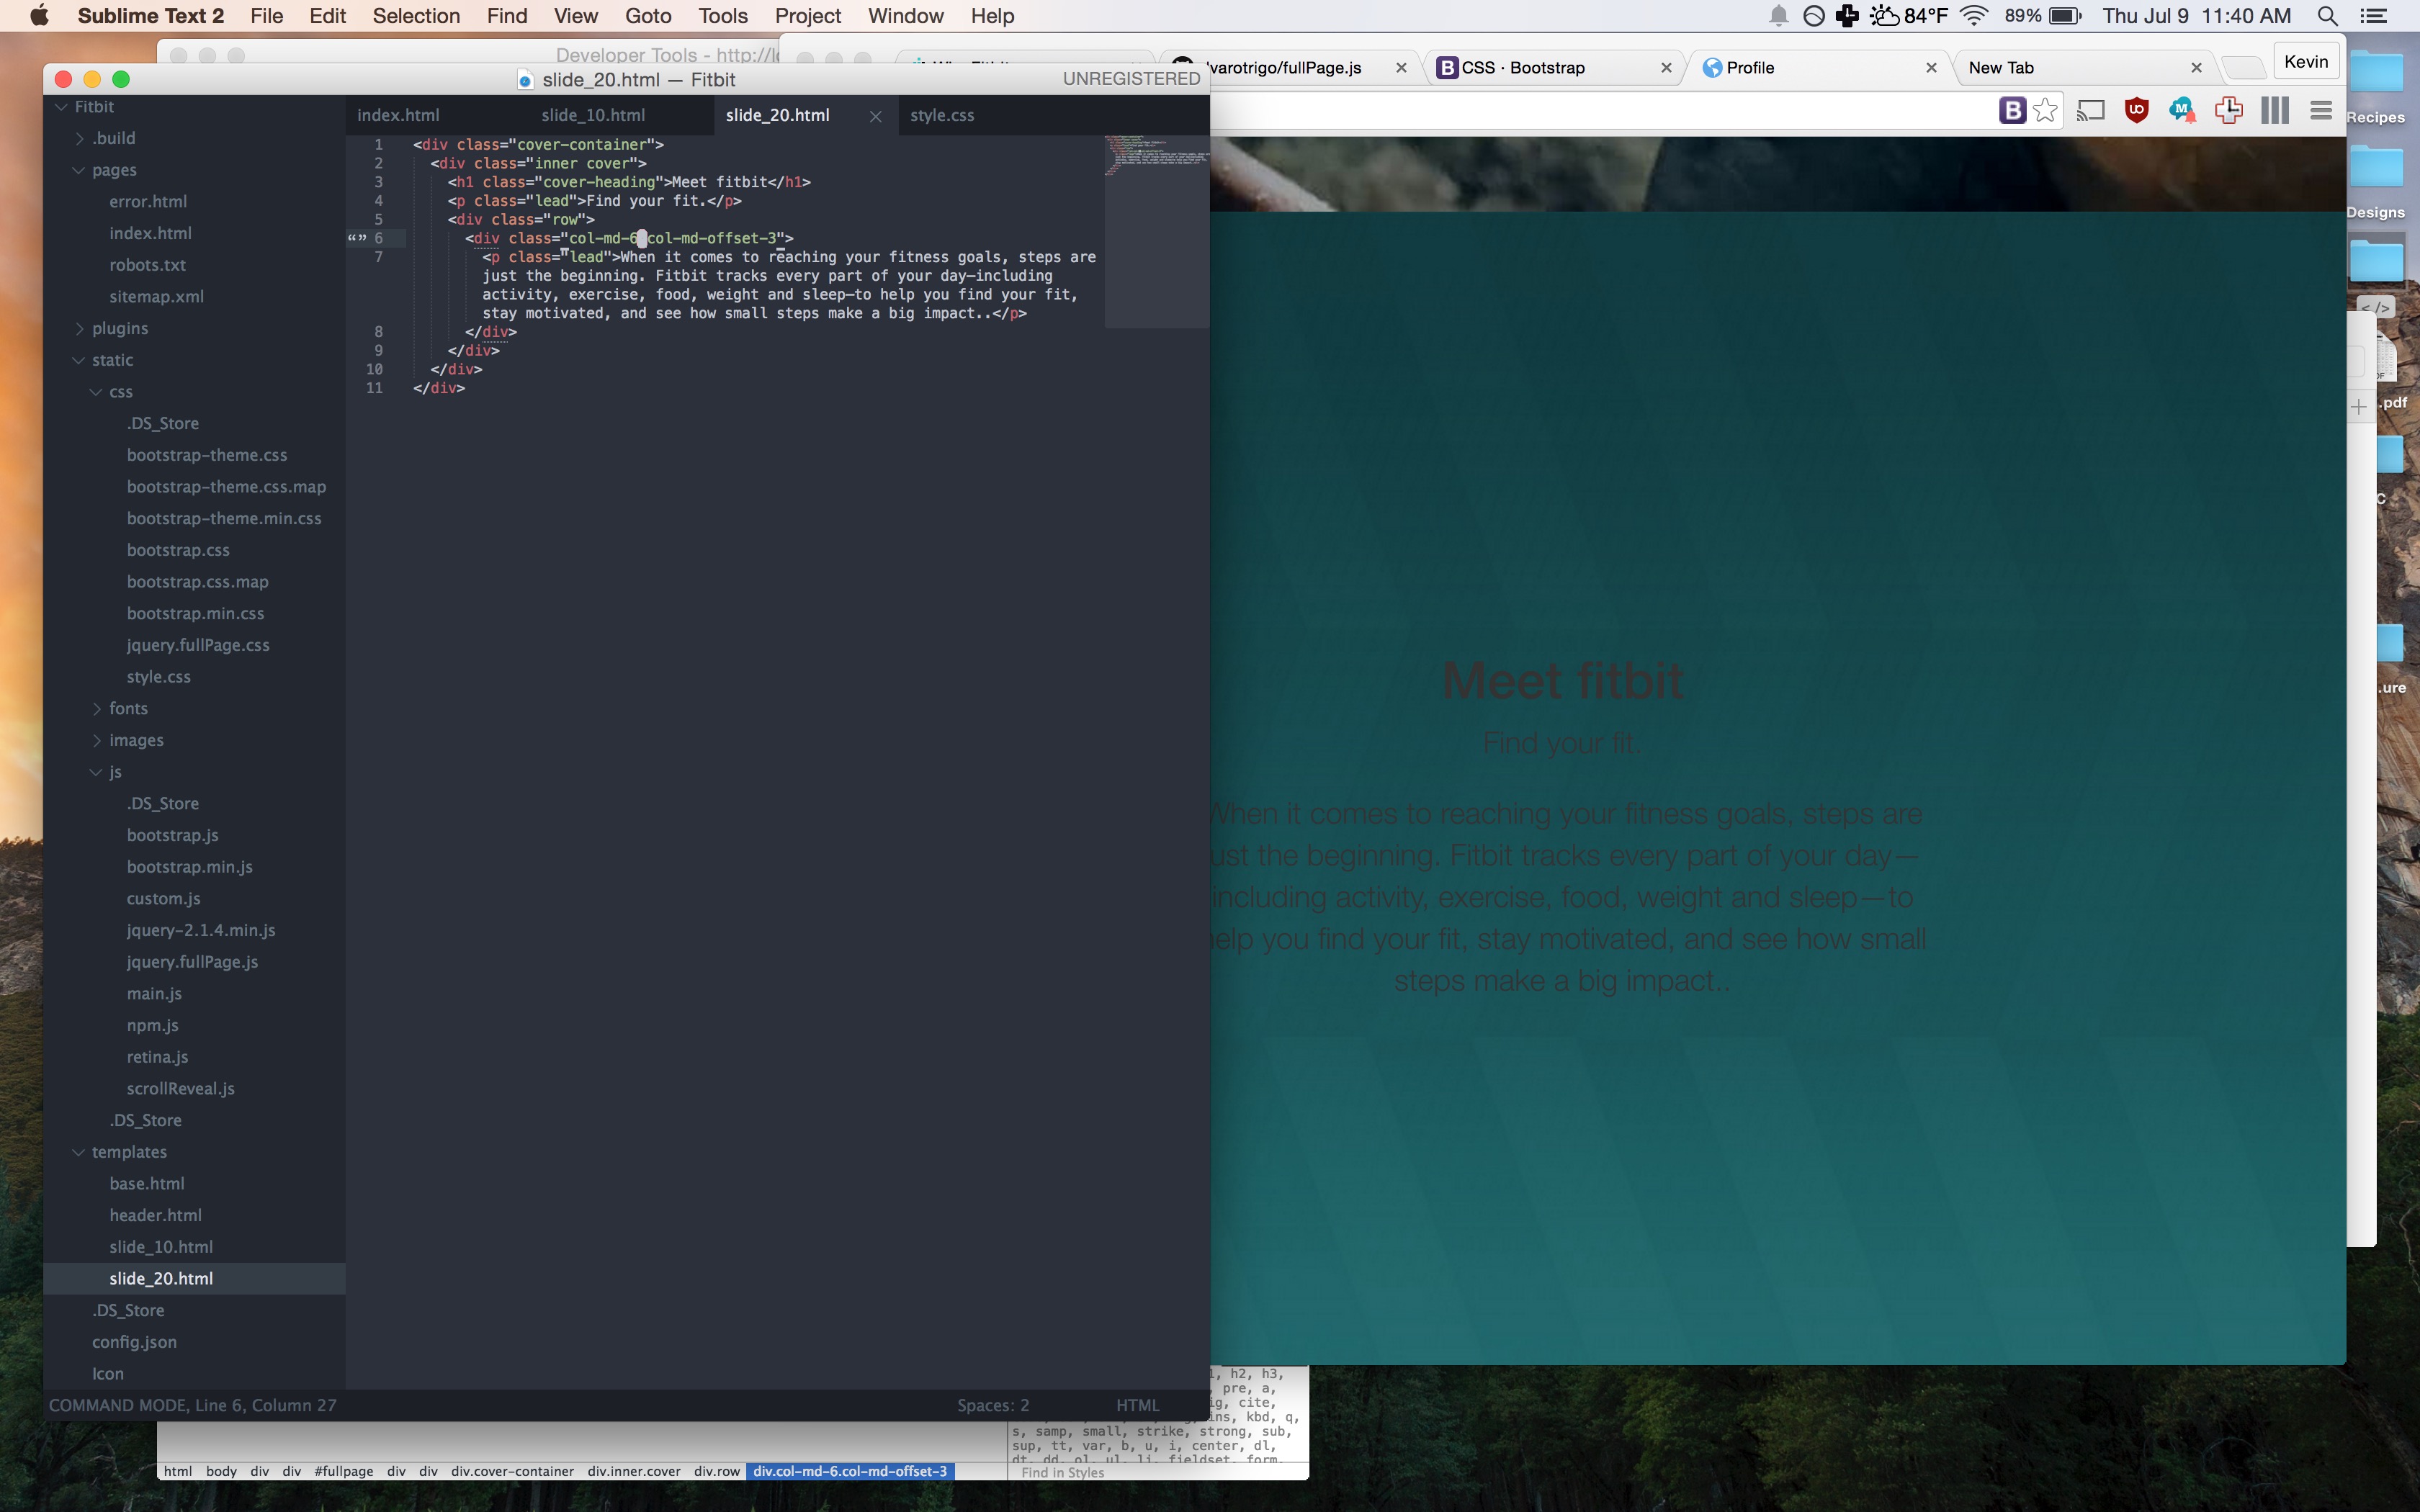 Sublime Text 2 File Edit Selection Find View Goto Tools Project Window Help 84°F 89% Thu Jul 9 11:40 AM
Developer Tools - http://l
varotrigo/fullPage.js CSS · Bootstrap Profile New Tab Kevin
slide_20.html — Fitbit UNREGISTERED
index.html slide_10.html slide_20.html style.css
Fitbit
.build
pages
error.html
index.html
robots.txt
sitemap.xml
plugins
static
css
.DS_Store
bootstrap-theme.css
bootstrap-theme.css.map
bootstrap-theme.min.css
bootstrap.css
bootstrap.css.map
bootstrap.min.css
jquery.fullPage.css
style.css
fonts
images
js
.DS_Store
bootstrap.js
bootstrap.min.js
custom.js
jquery-2.1.4.min.js
jquery.fullPage.js
main.js
npm.js
retina.js
scrollReveal.js
.DS_Store
templates
base.html
header.html
slide_10.html
slide_20.html
.DS_Store
config.json
Icon
1 <div class="cover-container">
2 <div class="inner cover">
3 <h1 class="cover-heading">Meet fitbit</h1>
4 <p class="lead">Find your fit.</p>
5 <div class="row">
“” 6 <div class="col-md-6 col-md-offset-3">
7 <p class="lead">When it comes to reaching your fitness goals, steps are
just the beginning. Fitbit tracks every part of your day—including
activity, exercise, food, weight and sleep—to help you find your fit,
stay motivated, and see how small steps make a big impact..</p>
8 </div>
9 </div>
10 </div>
11 </div>
COMMAND MODE, Line 6, Column 27 Spaces: 2 HTML
Meet fitbit
Find your fit.
When it comes to reaching your fitness goals, steps are
ust the beginning. Fitbit tracks every part of your day—
including activity, exercise, food, weight and sleep—to
help you find your fit, stay motivated, and see how small
steps make a big impact..
Recipes
Designs
</>
.pdf
C
.ure
h2, h3,
pre, a,
ig, cite,
ins, kbd, q,
s, samp, small, strike, strong, sub,
sup, tt, var, b, u, i, center, dl,
dt, dd, ol, ul, li, fieldset, form,
html body div div #fullpage div div div.cover-container div.inner.cover div.row div.col-md-6.col-md-offset-3 Find in Styles